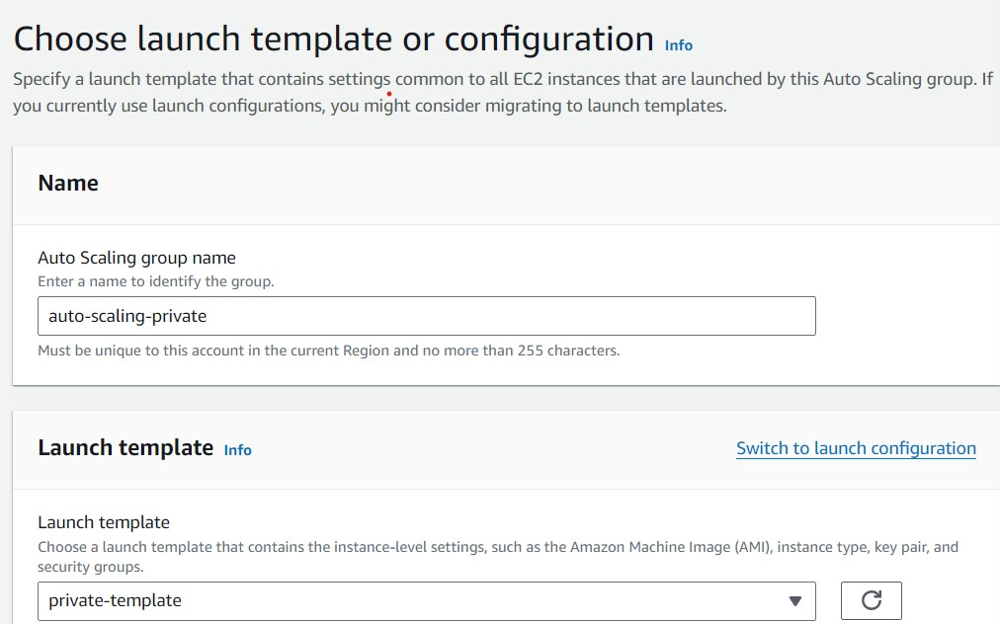 Choose launch template or configuration Info
Specify a launch template that contains settings common to all EC2 instances that are launched by this Auto Scaling group. If
you currently use launch configurations, you might consider migrating to launch templates.
Name
Auto Scaling group name
Enter a name to identify the group.
auto-scaling-private
Must be unique to this account in the current Region and no more than 255 characters.
Launch template Info
Switch to launch configuration
Launch template
Choose a launch template that contains the instance-level settings, such as the Amazon Machine Image (AMI), instance type, key pair, and
security groups.
private-template